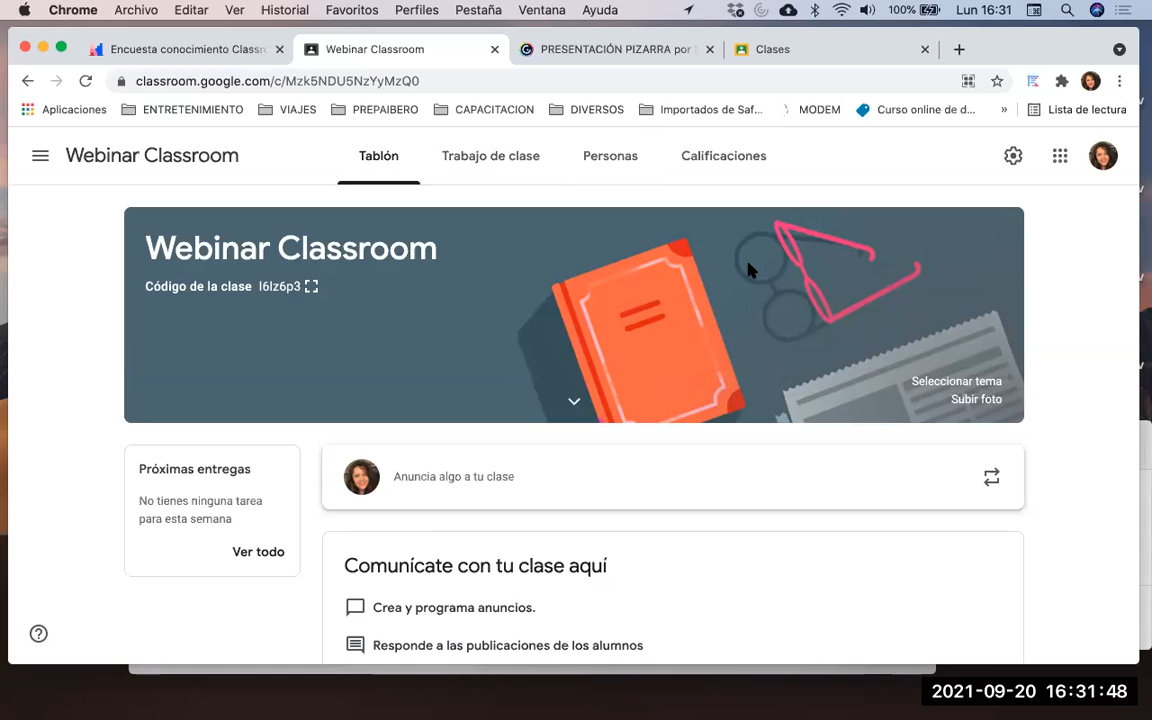 Chrome Archivo Editar Ver Historial Favoritos Perfiles Pestaña Ventana Ayuda 100% Lun 16:31
Encuesta conocimiento Classr Webinar Classroom PRESENTACIÓN PIZARRA por Clases
classroom.google.com/c/Mzk5NDU5NzYyMzQ0
Aplicaciones ENTRETENIMIENTO VIAJES PREPAIBERO CAPACITACION DIVERSOS Importados de Saf... MODEM Curso online de d... » Lista de lectura
Webinar Classroom Tablón Trabajo de clase Personas Calificaciones
Webinar Classroom
Código de la clase l6lz6p3
Seleccionar tema
Subir foto
Próximas entregas
No tienes ninguna tarea
para esta semana
Ver todo
Anuncia algo a tu clase
Comunícate con tu clase aquí
Crea y programa anuncios.
Responde a las publicaciones de los alumnos
2021-09-20 16:31:48